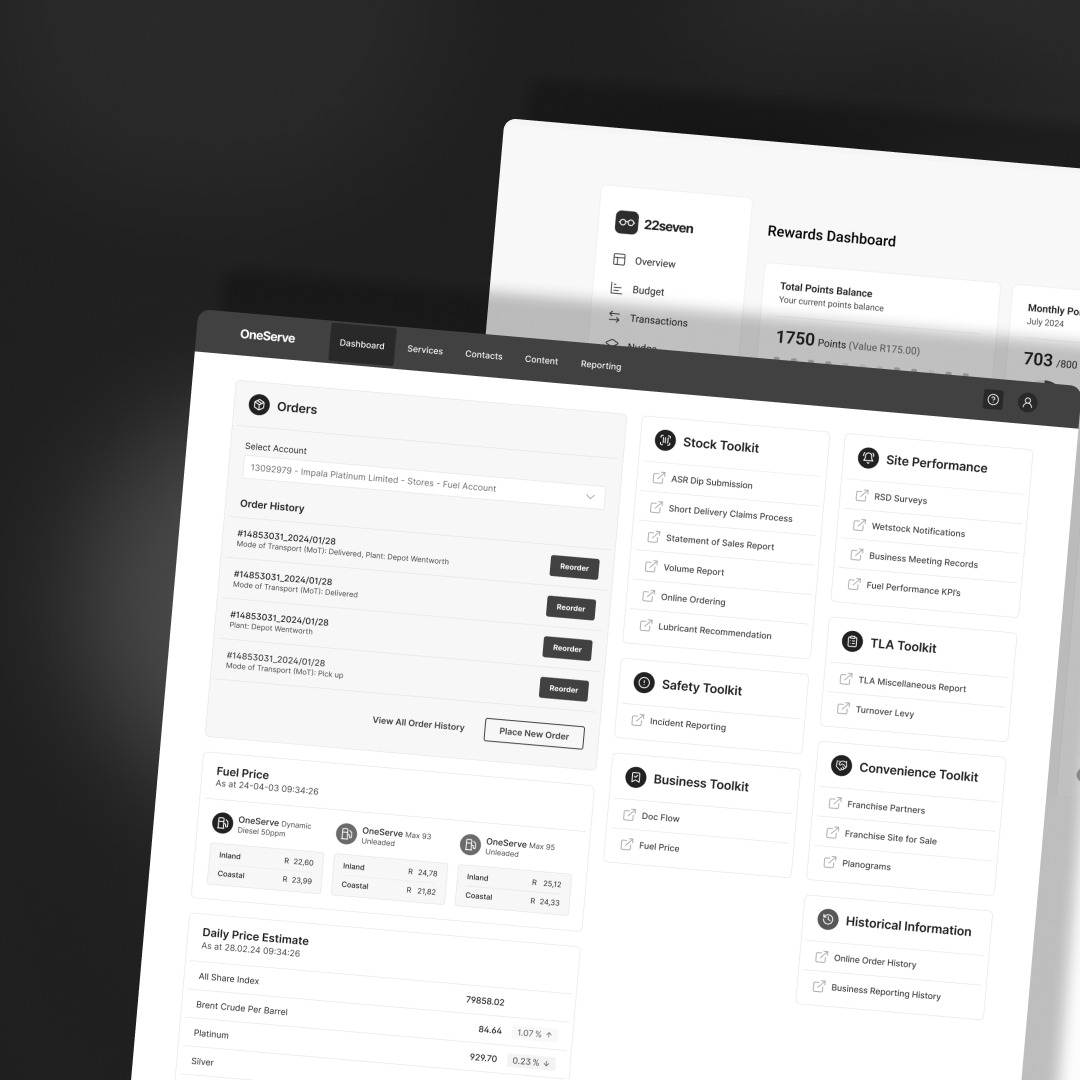 22seven
Overview
Budget
Transactions
Rewards Dashboard
Total Points Balance
Your current points balance
1750 Points (Value R175.00)
July 2024
703 /800
OneServe
Dashboard
Services
Contacts
Content
Reporting
Orders
Select Account
13092979 - Impala Platinum Limited - Stores - Fuel Account
Order History
#14853031_2024/01/28
Mode of Transport (MoT): Delivered, Plant: Depot Wentworth
Reorder
#14853031_2024/01/28
Mode of Transport (MoT): Delivered
Reorder
#14853031_2024/01/28
Plant: Depot Wentworth
Reorder
#14853031_2024/01/28
Mode of Transport (MoT): Pick up
Reorder
View All Order History
Place New Order
Fuel Price
As at 24-04-03 09:34:26
OneServe Dynamic
Diesel 50ppm
Inland R 22,60
Coastal R 23,99
OneServe Max 93
Unleaded
Inland R 24,78
Coastal R 21,82
OneServe Max 95
Unleaded
Inland R 25,12
Coastal R 24,33
Daily Price Estimate
As at 28.02.24 09:34:26
All Share Index 79858.02
Brent Crude Per Barrel 84.64 1.07 % ↑
Platinum 929.70 0.23 % ↓
Silver
Stock Toolkit
ASR Dip Submission
Short Delivery Claims Process
Statement of Sales Report
Volume Report
Online Ordering
Lubricant Recommendation
Safety Toolkit
Incident Reporting
Business Toolkit
Doc Flow
Fuel Price
Site Performance
RSD Surveys
Wetstock Notifications
Business Meeting Records
Fuel Performance KPI's
TLA Toolkit
TLA Miscellaneous Report
Turnover Levy
Convenience Toolkit
Franchise Partners
Franchise Site for Sale
Planograms
Historical Information
Online Order History
Business Reporting History